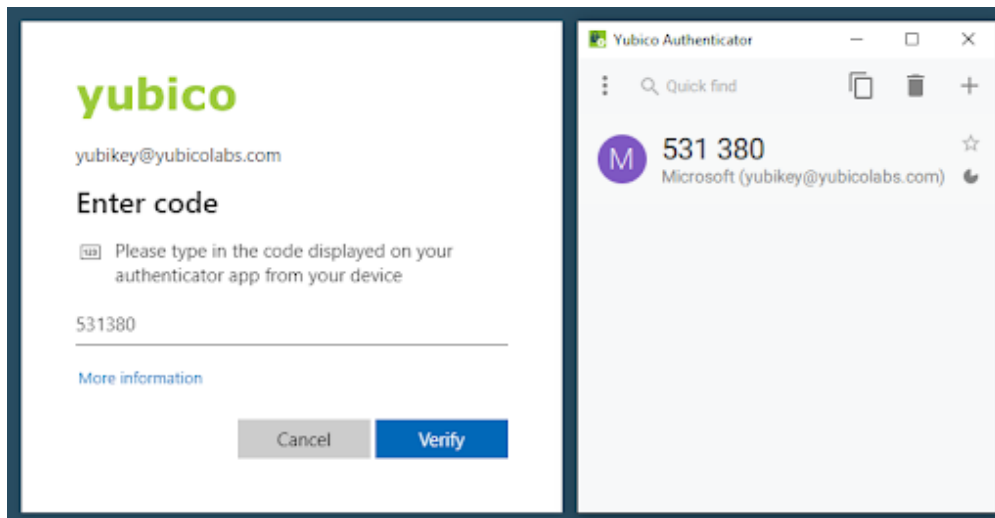 yubico
yubikey@yubicolabs.com
Enter code
123
Please type in the code displayed on your
authenticator app from your device
531380
More information
Cancel
Verify
Yubico Authenticator
Quick find
M
531 380
Microsoft (yubikey@yubicolabs.com)